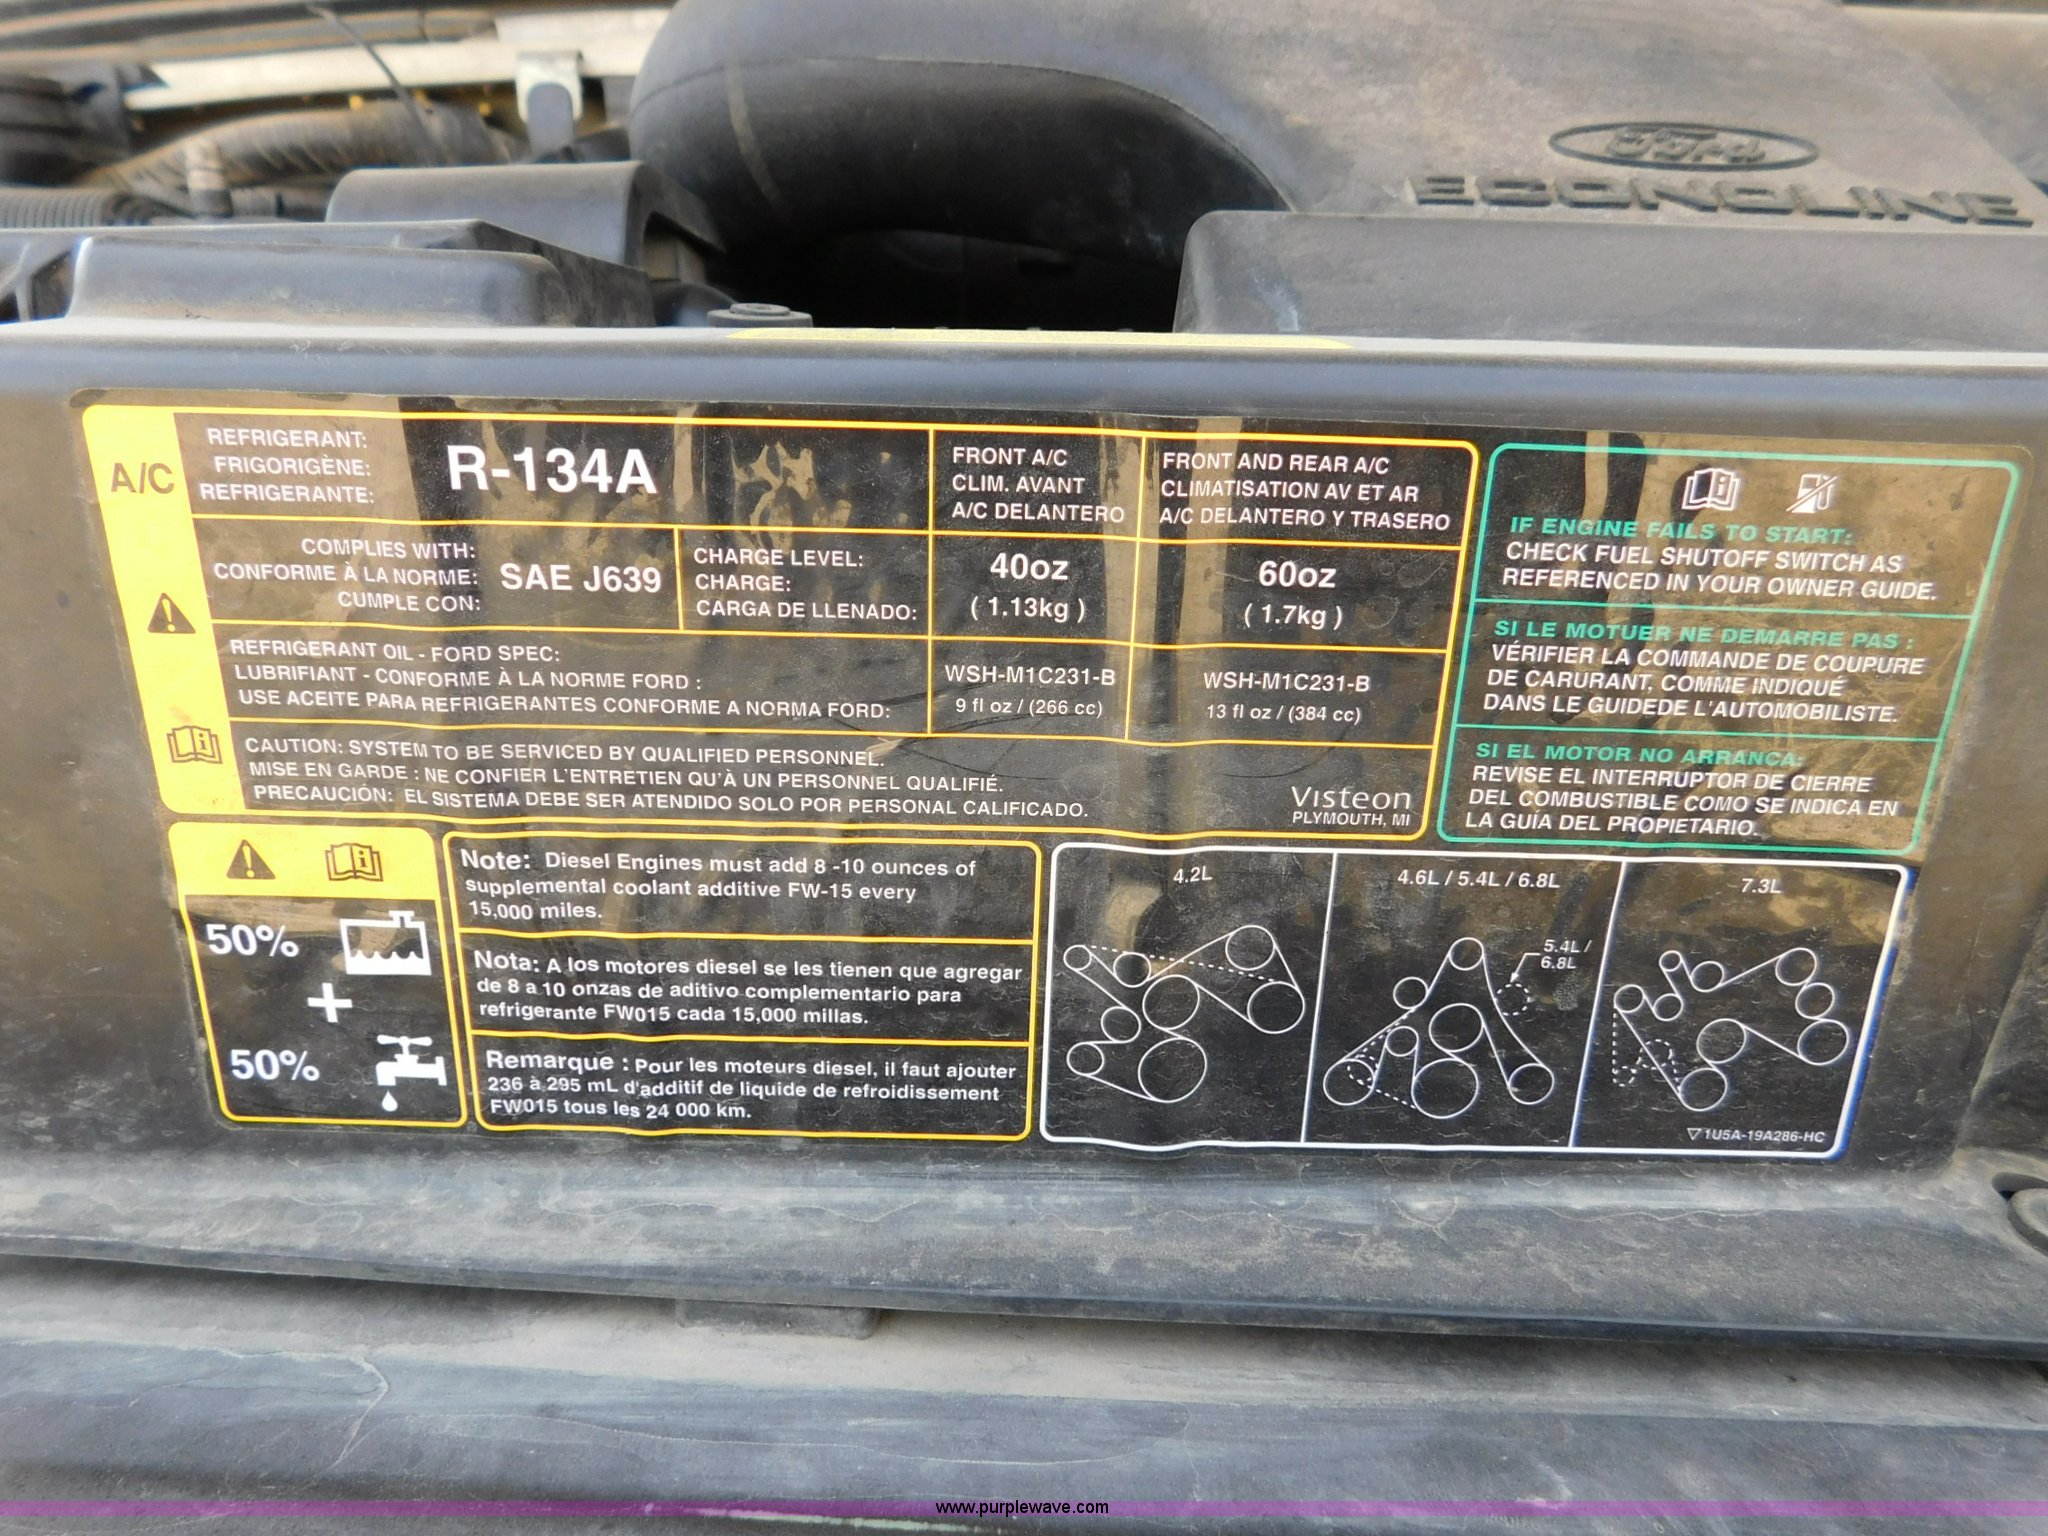 Ford
ECONOLINE
A/C
REFRIGERANT:
FRIGORIGÈNE:
REFRIGERANTE:
R-134A
FRONT A/C
CLIM. AVANT
A/C DELANTERO
FRONT AND REAR A/C
CLIMATISATION AV ET AR
A/C DELANTERO Y TRASERO
COMPLIES WITH:
CONFORME À LA NORME:
CUMPLE CON:
SAE J639
CHARGE LEVEL:
CHARGE:
CARGA DE LLENADO:
40oz
( 1.13kg )
60oz
( 1.7kg )
REFRIGERANT OIL - FORD SPEC:
LUBRIFIANT - CONFORME À LA NORME FORD :
USE ACEITE PARA REFRIGERANTES CONFORME A NORMA FORD:
WSH-M1C231-B
9 fl oz / (266 cc)
WSH-M1C231-B
13 fl oz / (384 cc)
CAUTION: SYSTEM TO BE SERVICED BY QUALIFIED PERSONNEL.
MISE EN GARDE : NE CONFIER L'ENTRETIEN QU'À UN PERSONNEL QUALIFIÉ.
PRECAUCIÓN: EL SISTEMA DEBE SER ATENDIDO SOLO POR PERSONAL CALIFICADO.
Visteon
PLYMOUTH, MI
IF ENGINE FAILS TO START:
CHECK FUEL SHUTOFF SWITCH AS
REFERENCED IN YOUR OWNER GUIDE.
SI LE MOTUER NE DEMARRE PAS :
VÉRIFIER LA COMMANDE DE COUPURE
DE CARURANT, COMME INDIQUÉ
DANS LE GUIDEDE L'AUTOMOBILISTE.
SI EL MOTOR NO ARRANCA:
REVISE EL INTERRUPTOR DE CIERRE
DEL COMBUSTIBLE COMO SE INDICA EN
LA GUÍA DEL PROPIETARIO.
50%
+
50%
Note: Diesel Engines must add 8 -10 ounces of
supplemental coolant additive FW-15 every
15,000 miles.
Nota: A los motores diesel se les tienen que agregar
de 8 a 10 onzas de aditivo complementario para
refrigerante FW015 cada 15,000 millas.
Remarque : Pour les moteurs diesel, il faut ajouter
236 à 295 mL d'additif de liquide de refroidissement
FW015 tous les 24 000 km.
4.2L
4.6L / 5.4L / 6.8L
5.4L /
6.8L
7.3L
1U5A-19A286-HC
www.purplewave.com